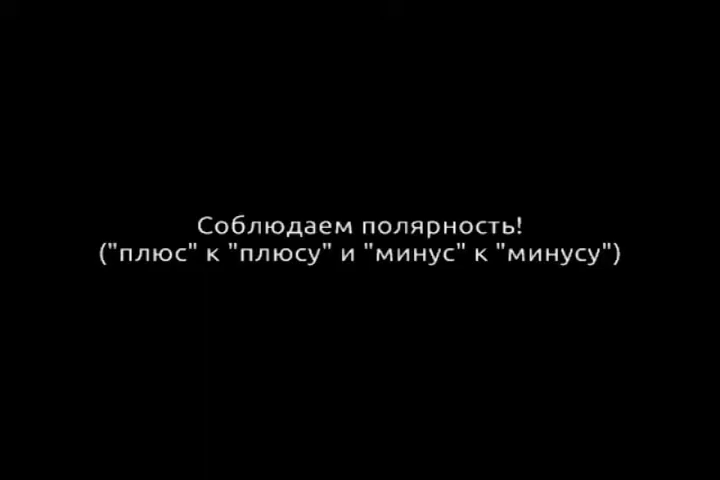 Соблюдаем полярность!
("плюс" к "плюсу" и "минус" к "минусу")